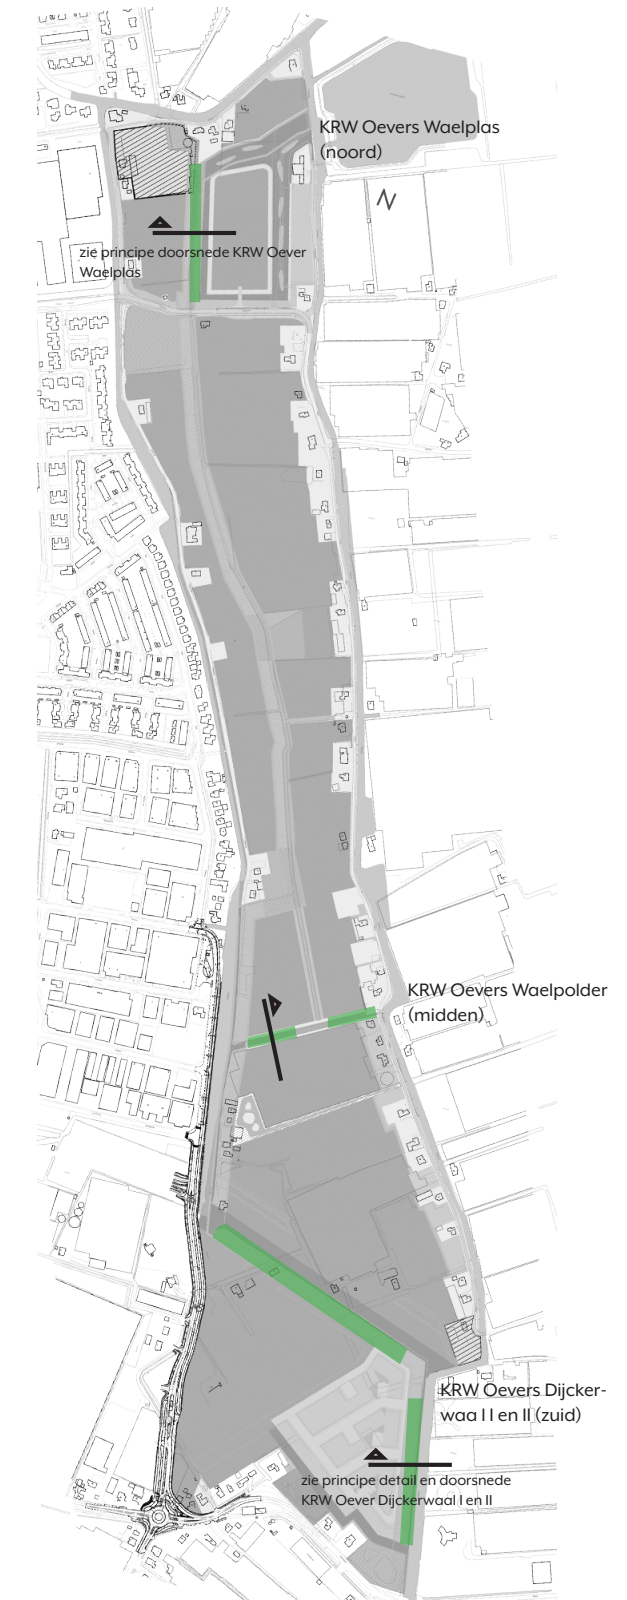 KRW Oevers Waelplas
(noord)
N
zie principe doorsnede KRW Oever
Waelplas
KRW Oevers Waelpolder
(midden)
KRW Oevers Dijcker-
waa l I en II (zuid)
zie principe detail en doorsnede
KRW Oever Dijckerwaal I en II